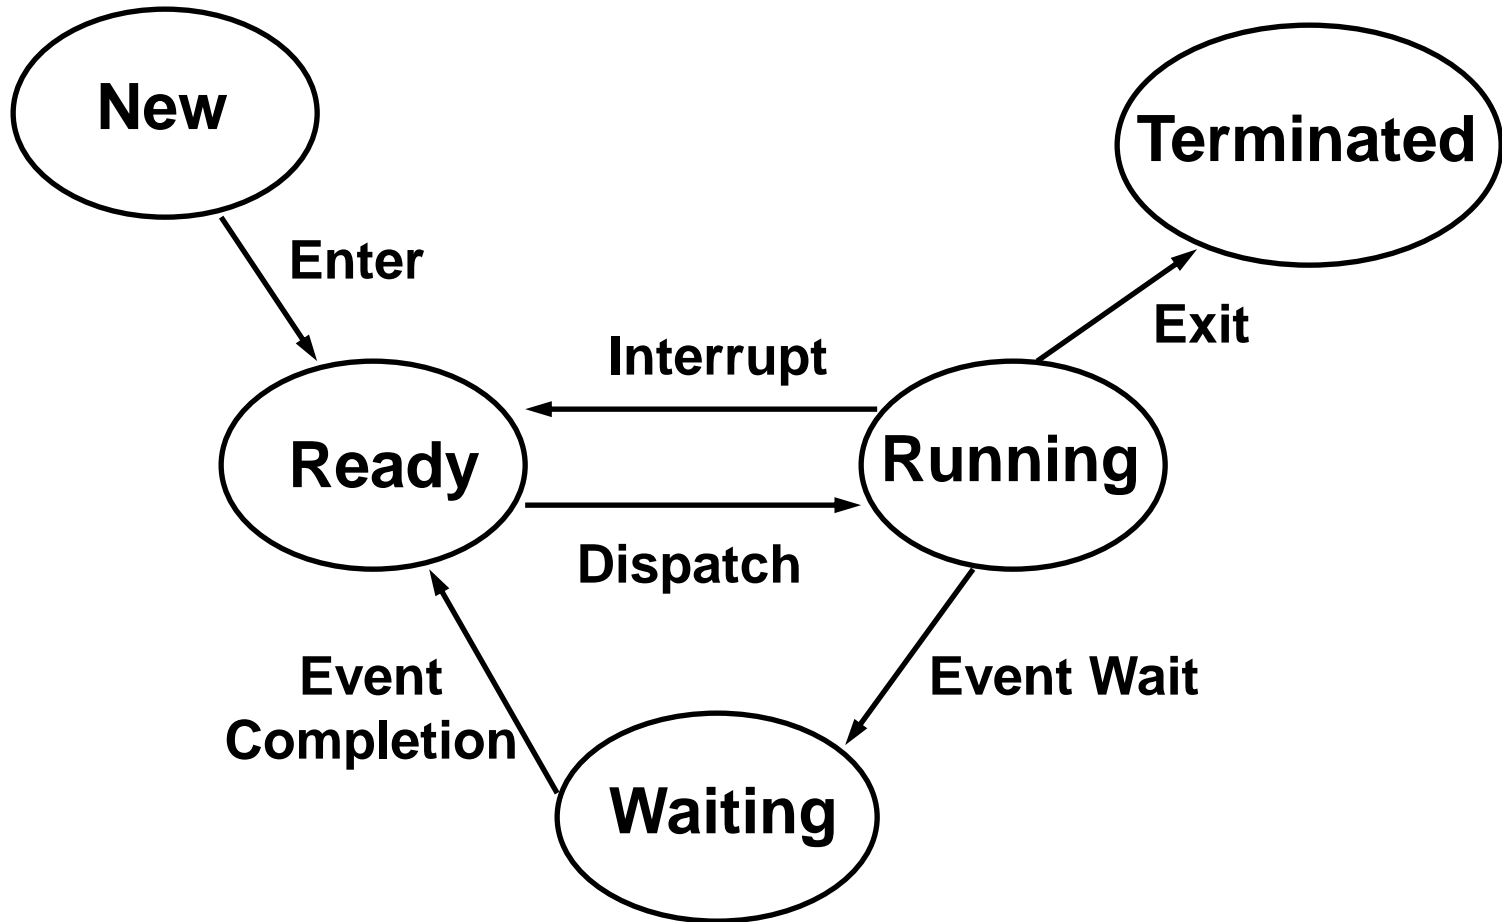 New
Terminated
Enter
Exit
Interrupt
Ready
Running
Dispatch
Event
Completion
Event Wait
Waiting